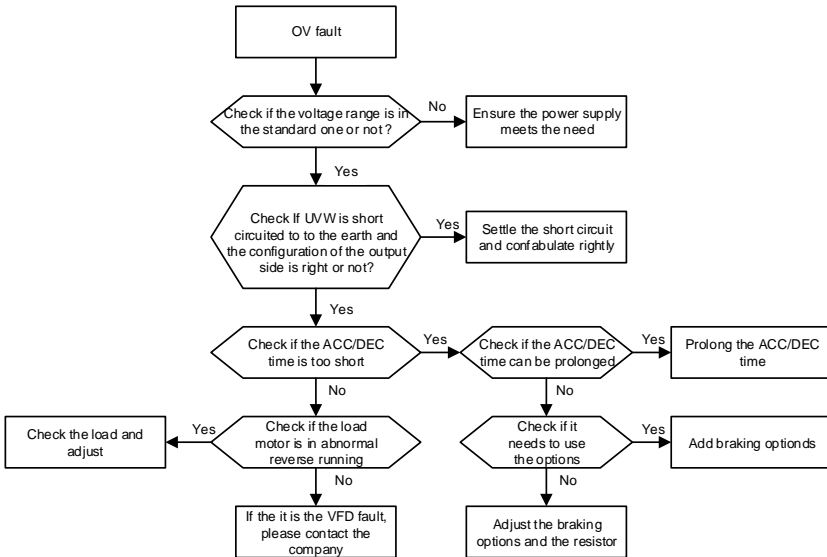 OV fault
Check if the voltage range is in
the standard one or not ?
No
Ensure the power supply
meets the need
Yes
Check If UVW is short
circuited to to the earth and
the configuration of the output
side is right or not?
Yes
Settle the short circuit
and confabulate rightly
Yes
Check if the ACC/DEC
time is too short
Yes
Check if the ACC/DEC
time can be prolonged
Yes
Prolong the ACC/DEC
time
No
No
Check the load and
adjust
Yes
Check if the load
motor is in abnormal
reverse running
Check if it
needs to use
the options
Yes
Add braking optionds
No
No
If the it is the VFD fault,
please contact the
company
Adjust the braking
options and the resistor